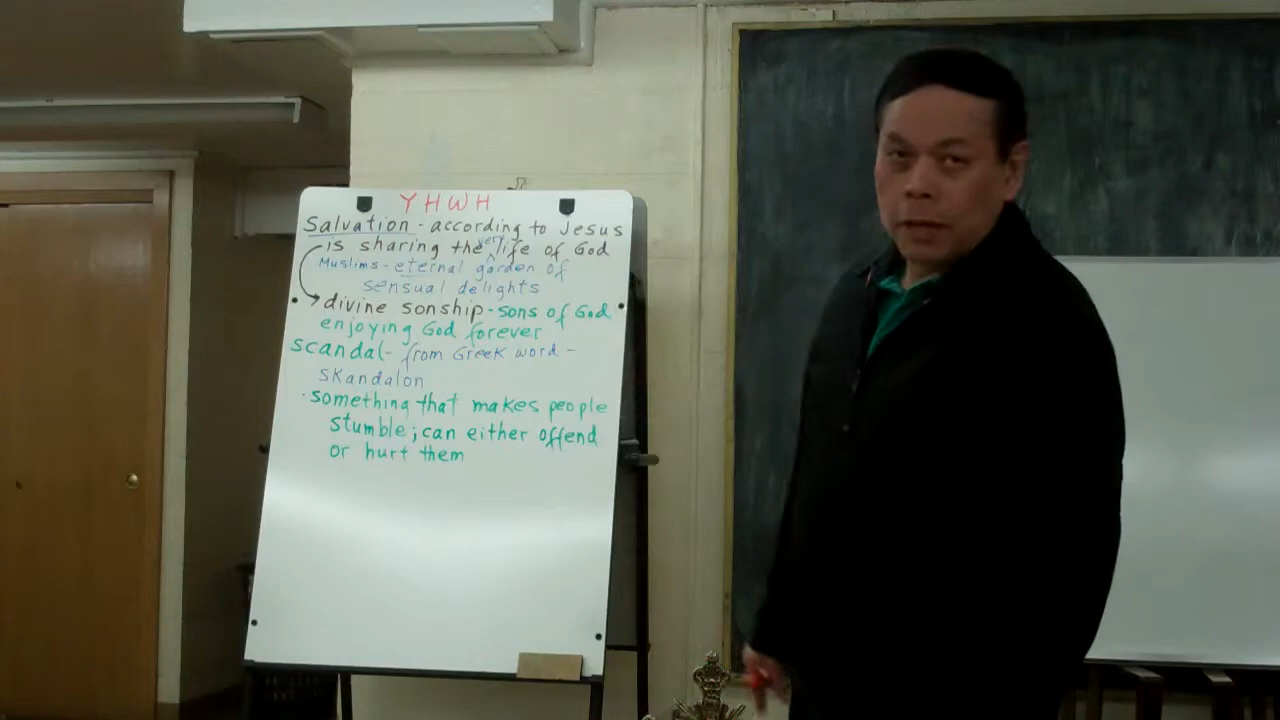 YHWH
Salvation - according to Jesus
is sharing the very life of God
Muslims - eternal garden of
sensual delights
divine sonship - sons of God
enjoying God forever
scandal - from Greek word -
skandalon
· something that makes people
stumble; can either offend
or hurt them